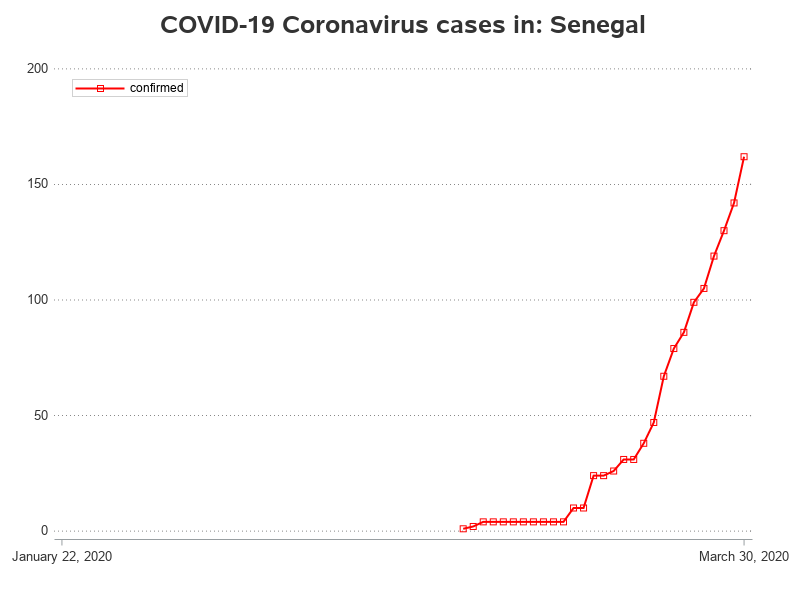 COVID-19 Coronavirus cases in: Senegal
200
confirmed
150
100
50
0
January 22, 2020
March 30, 2020